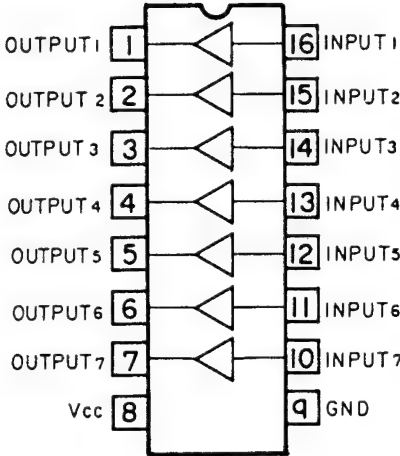 OUTPUT1 1 16 INPUT1
OUTPUT2 2 15 INPUT2
OUTPUT3 3 14 INPUT3
OUTPUT4 4 13 INPUT4
OUTPUT5 5 12 INPUT5
OUTPUT6 6 11 INPUT6
OUTPUT7 7 10 INPUT7
Vcc 8 9 GND